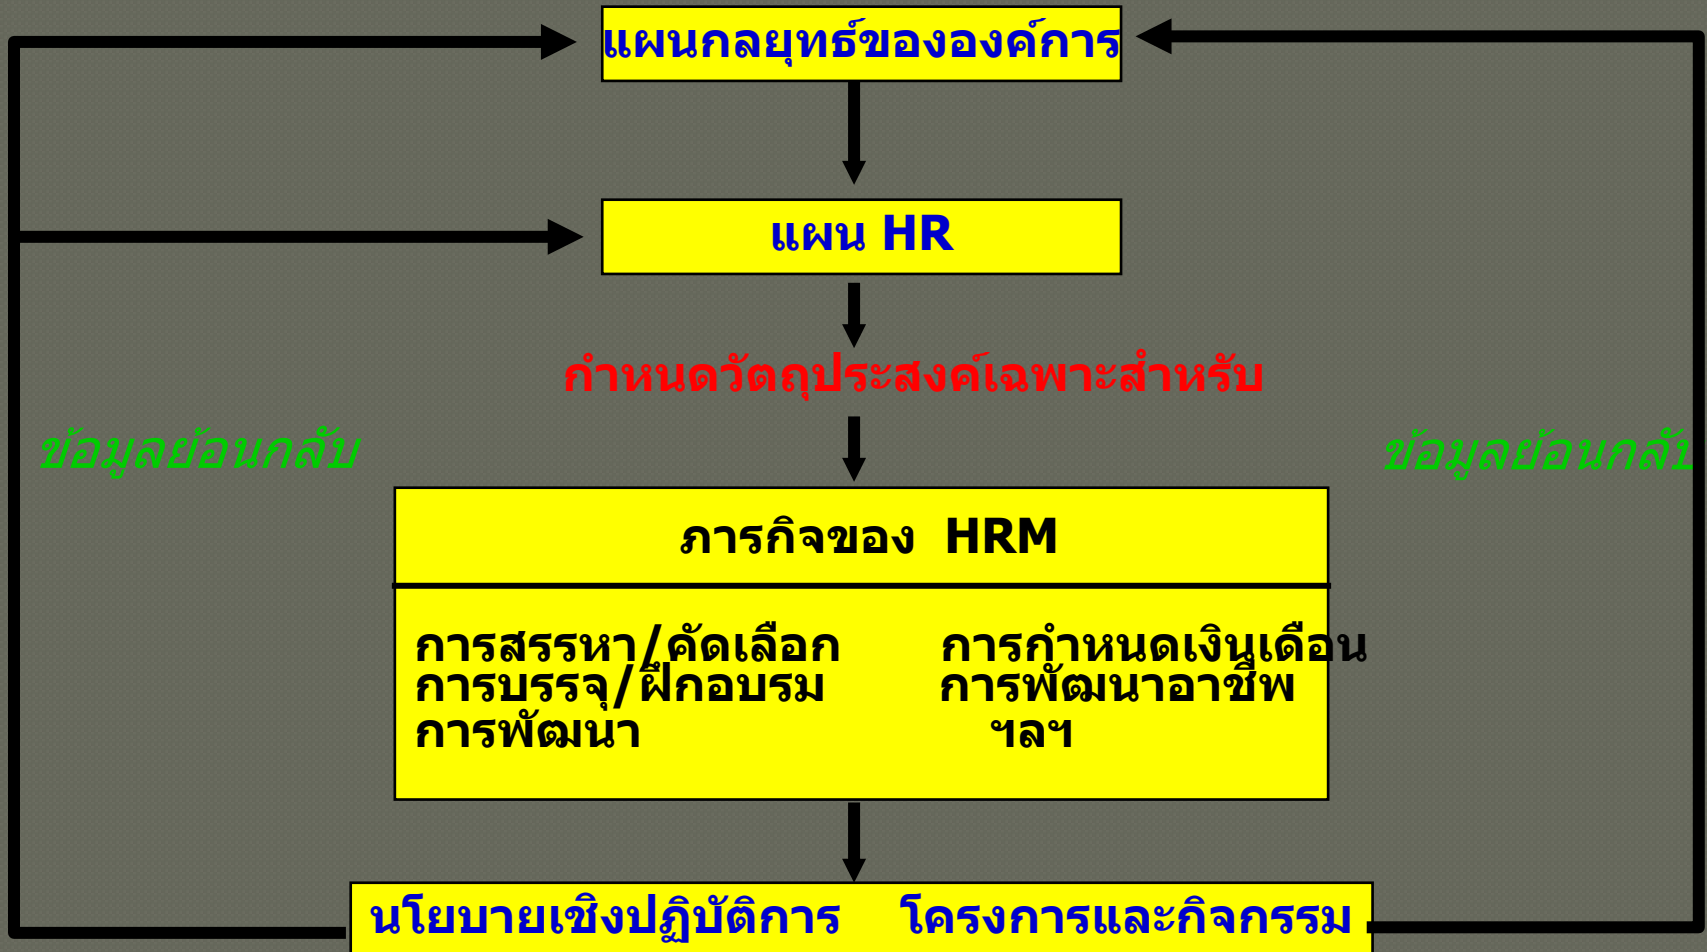 แผนกลยุทธ์ขององค์การ
แผน HR
กำหนดวัตถุประสงค์เฉพาะสำหรับ
ข้อมูลย้อนกลับ
ข้อมูลย้อนกลับ
ภารกิจของ HRM
การสรรหา/คัดเลือก การกำหนดเงินเดือน
การบรรจุ/ฝึกอบรม การพัฒนาอาชีพ
การพัฒนา ฯลฯ
นโยบายเชิงปฏิบัติการ โครงการและกิจกรรม